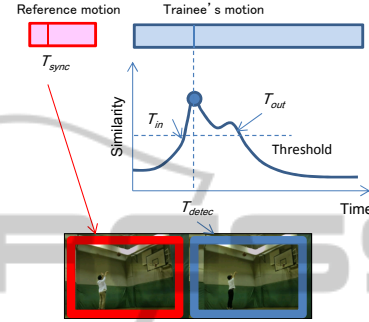 Reference motion
Trainee's motion
Tsync
Tin
Tout
Similarity
Threshold
Tdetec
Time